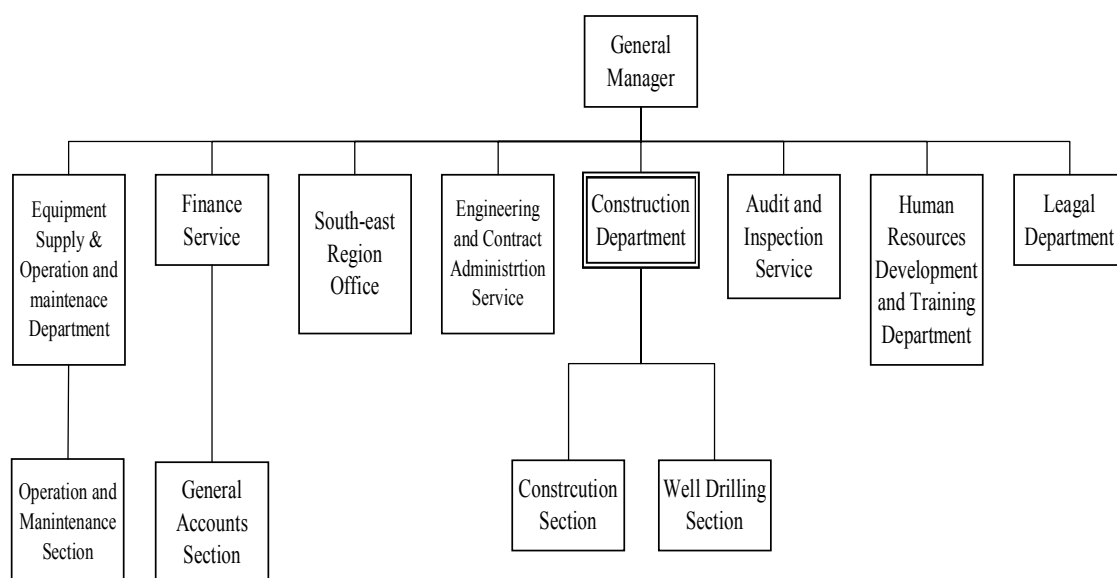 General
Manager
Equipment
Supply &
Operation and
maintenace
Department
Finance
Service
South-east
Region
Office
Engineering
and Contract
Administrtion
Service
Construction
Department
Audit and
Inspection
Service
Human
Resources
Development
and Training
Department
Leagal
Department
Operation and
Manintenance
Section
General
Accounts
Section
Constrcution
Section
Well Drilling
Section